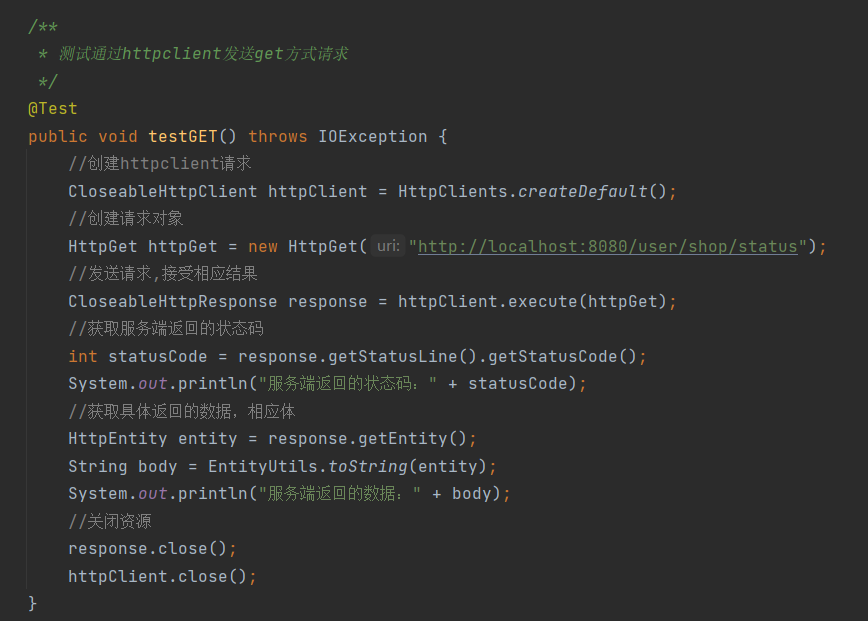 /**
 * 测试通过httpclient发送get方式请求
 */
@Test
public void testGET() throws IOException {
    //创建httpclient请求
    CloseableHttpClient httpClient = HttpClients.createDefault();
    //创建请求对象
    HttpGet httpGet = new HttpGet( uri: "http://localhost:8080/user/shop/status");
    //发送请求,接受相应结果
    CloseableHttpResponse response = httpClient.execute(httpGet);
    //获取服务端返回的状态码
    int statusCode = response.getStatusLine().getStatusCode();
    System.out.println("服务端返回的状态码：" + statusCode);
    //获取具体返回的数据，相应体
    HttpEntity entity = response.getEntity();
    String body = EntityUtils.toString(entity);
    System.out.println("服务端返回的数据：" + body);
    //关闭资源
    response.close();
    httpClient.close();
}